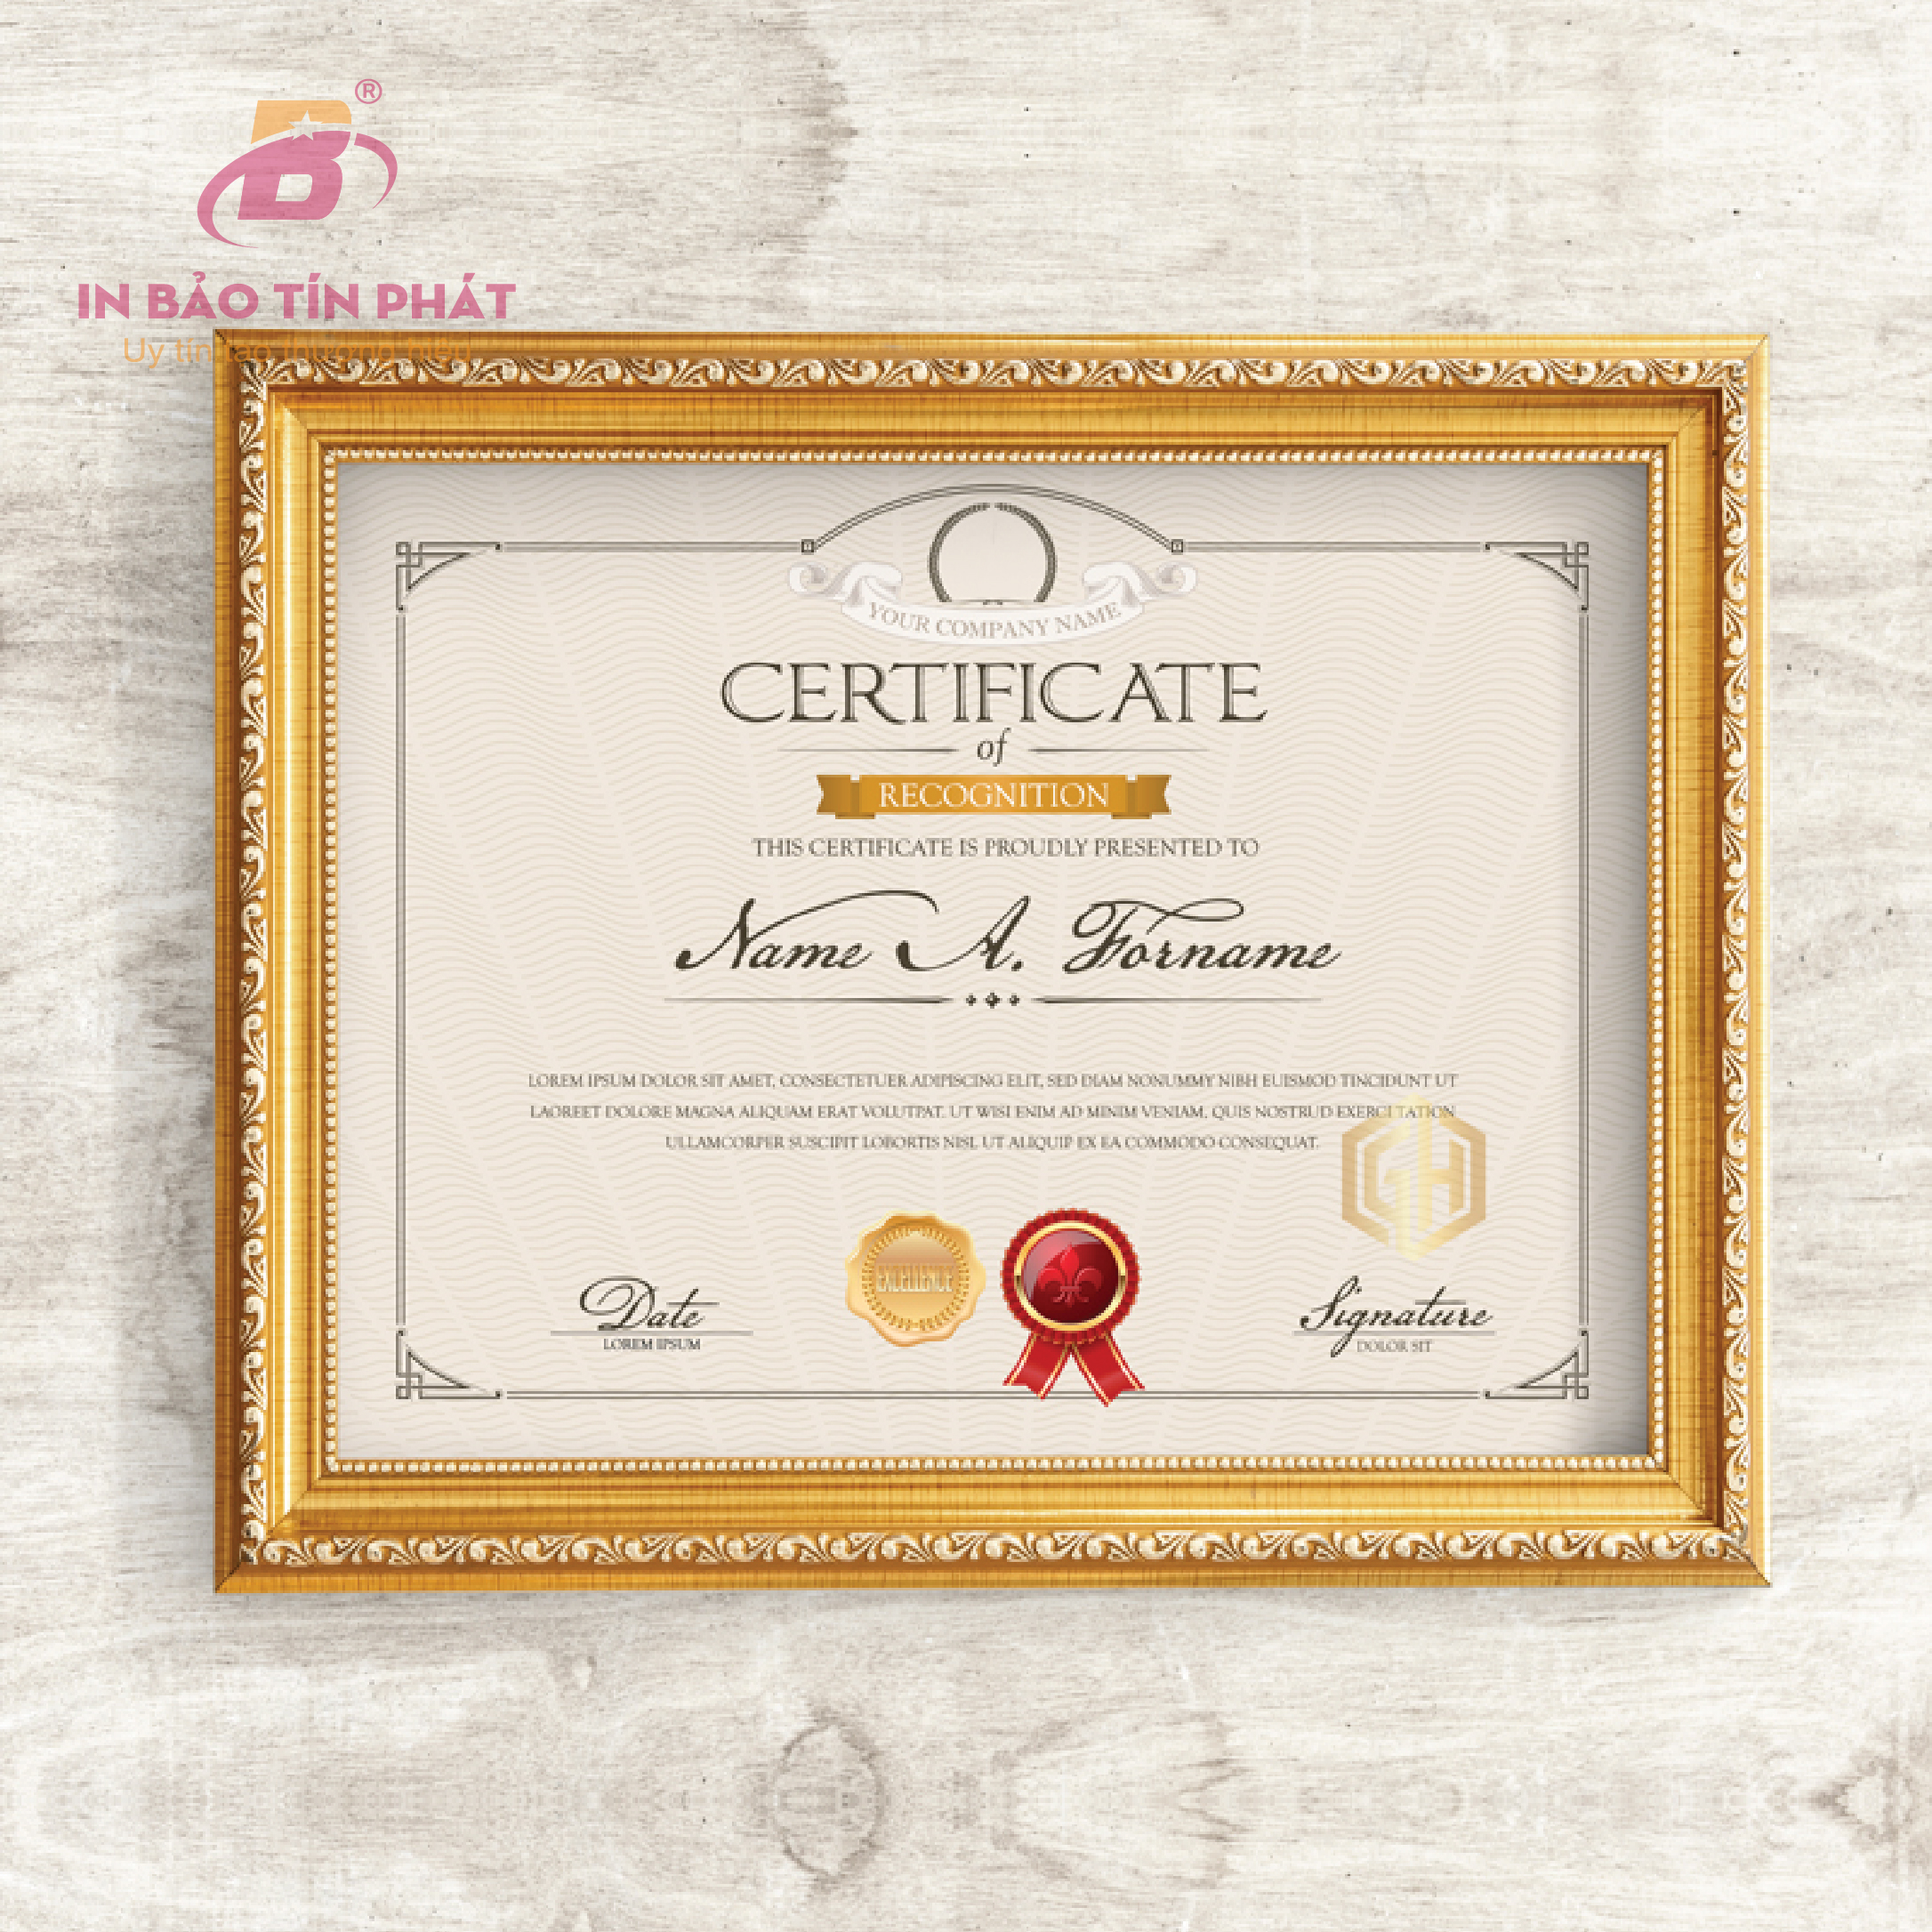 ®
IN BẢO TÍN PHÁT
Uy tín
YOUR COMPANY NAME
CERTIFICATE
of
RECOGNITION
THIS CERTIFICATE IS PROUDLY PRESENTED TO
Name A. Forname
LOREM IPSUM DOLOR SIT AMET, CONSECTETUER ADIPISCING ELIT, SED DIAM NONUMMY NIBH EUISMOD TINCIDUNT UT
LAOREET DOLORE MAGNA ALIQUAM ERAT VOLUTPAT. UT WISI ENIM AD MINIM VENIAM, QUIS NOSTRUD EXERCI TATION
ULLAMCORPER SUSCIPIT LOBORTIS NISL UT ALIQUIP EX EA COMMODO CONSEQUAT.
GH
EXCELLENCE
Date
LOREM IPSUM
Signature
DOLOR SIT